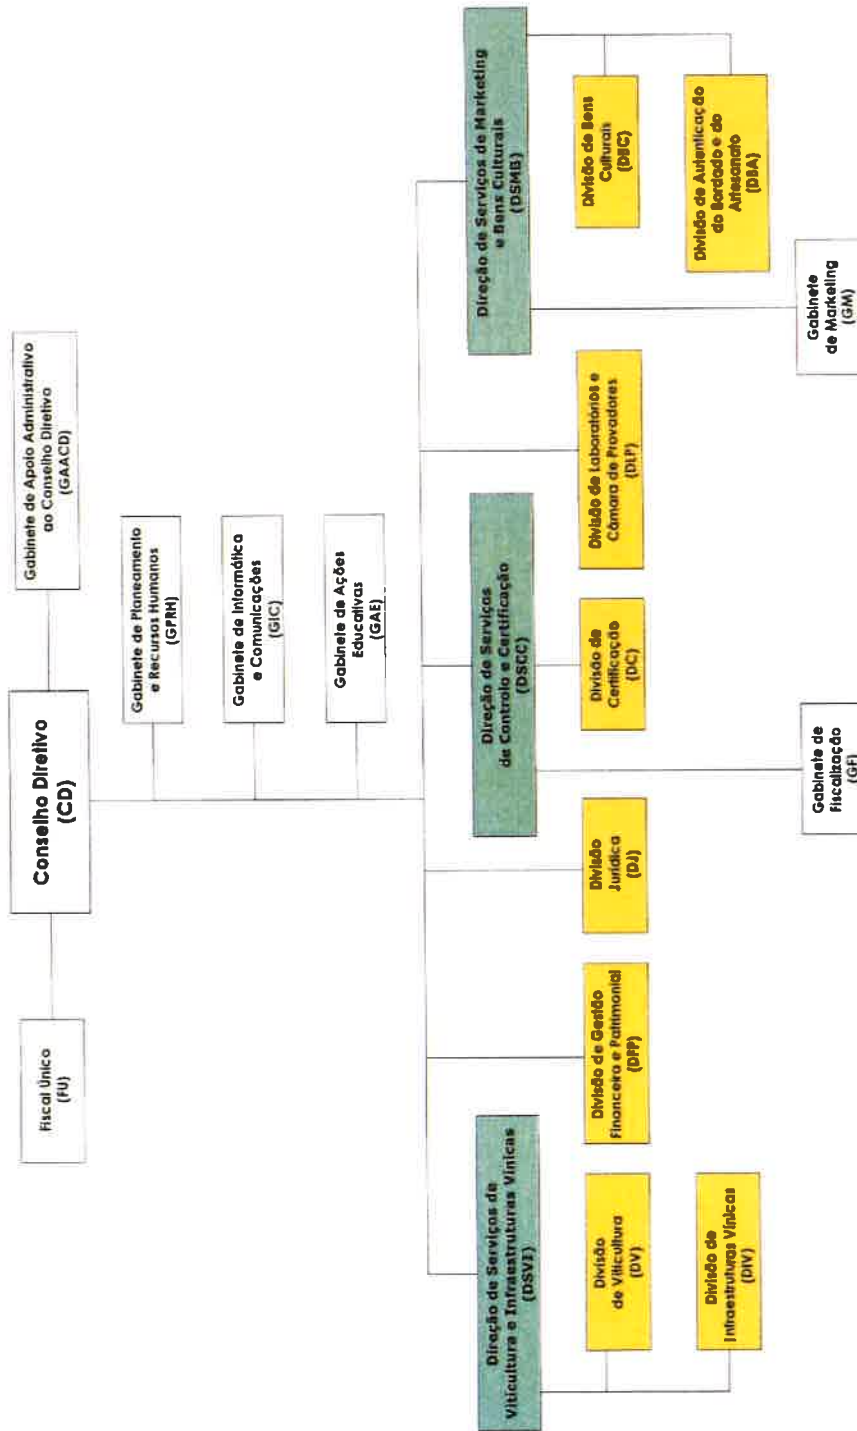 Conselho Diretivo
(CD)
Fiscal Único
(FU)
Gabinete de Apoio Administrativo
ao Conselho Diretivo
(GAACD)
Gabinete de Planeamento
e Recursos Humanos
(GPRH)
Gabinete de Informática
e Comunicações
(GIC)
Gabinete de Ações
Educativas
(GAE)
Direção de Serviços de
Viticultura e Infraestruturas Vínicas
(DSVI)
Direção de Serviços
de Controlo e Certificação
(DSCC)
Direção de Serviços de Marketing
e Bens Culturais
(DSMB)
Divisão
de Viticultura
(DV)
Divisão de
Infraestruturas Vínicas
(DIV)
Divisão de Gestão
Financeira e Patrimonial
(DFP)
Divisão
Jurídica
(DJ)
Divisão de
Certificação
(DC)
Divisão de Laboratórios e
Câmara de Provadores
(DLP)
Divisão de Bens
Culturais
(DBC)
Divisão de Autenticação
do Bordado e do
Artesanato
(DBA)
Gabinete de
Fiscalização
(GF)
Gabinete
de Marketing
(GM)